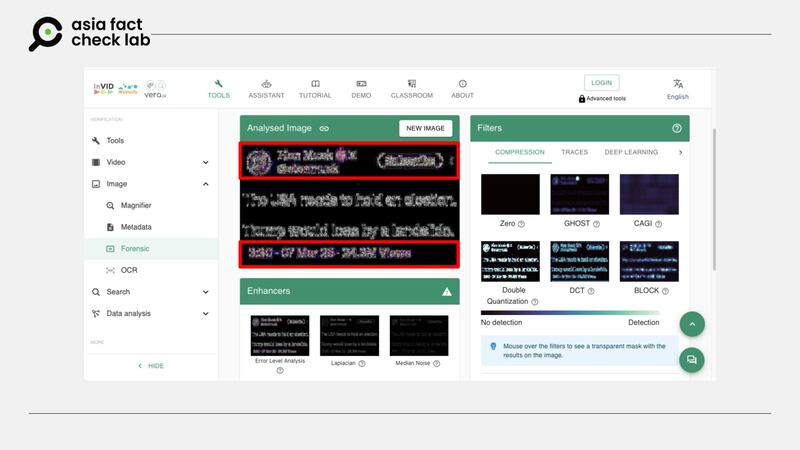 asia fact
check lab
InVID
WeVerify
vera.ai
TOOLS
ASSISTANT
TUTORIAL
DEMO
CLASSROOM
ABOUT
LOGIN
Advanced tools
English
VERIFICATION
Tools
Video
Image
Magnifier
Metadata
Forensic
OCR
Search
Data analysis
MORE
HIDE
Analysed Image
NEW IMAGE
Elon Musk
The USA needs to hold an election.
Trump would loss by a landslide.
07 Mar 25 - 24.3M Views
Enhancers
Error Level Analysis
Laplacian
Median Noise
Filters
COMPRESSION
TRACES
DEEP LEARNING
Zero
GHOST
CAGI
Double
Quantization
DCT
BLOCK
No detection
Detection
Mouse over the filters to see a transparent mask with the
results on the image.